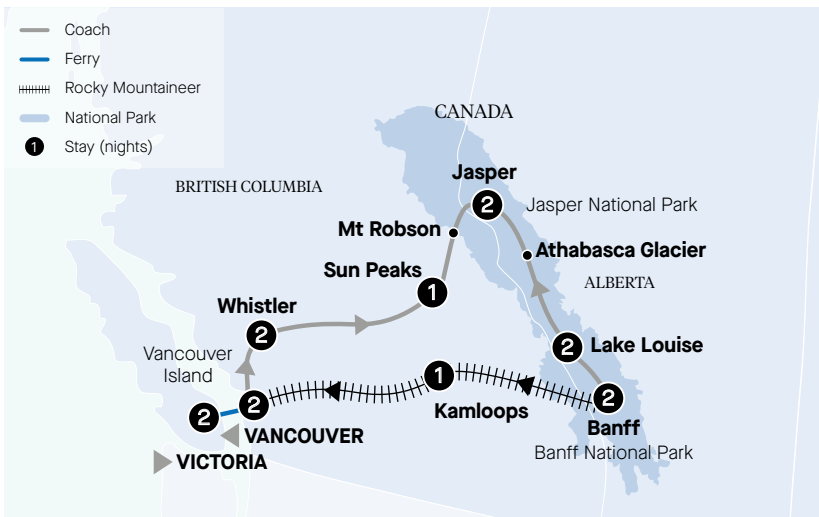 Coach
Ferry
Rocky Mountaineer
National Park
1 Stay (nights)
CANADA
BRITISH COLUMBIA
Jasper
2
Jasper National Park
Mt Robson
Athabasca Glacier
Sun Peaks
1
ALBERTA
Whistler
2
Vancouver
Island
2
Lake Louise
1
Kamloops
2
Banff
Banff National Park
2
2
VANCOUVER
VICTORIA